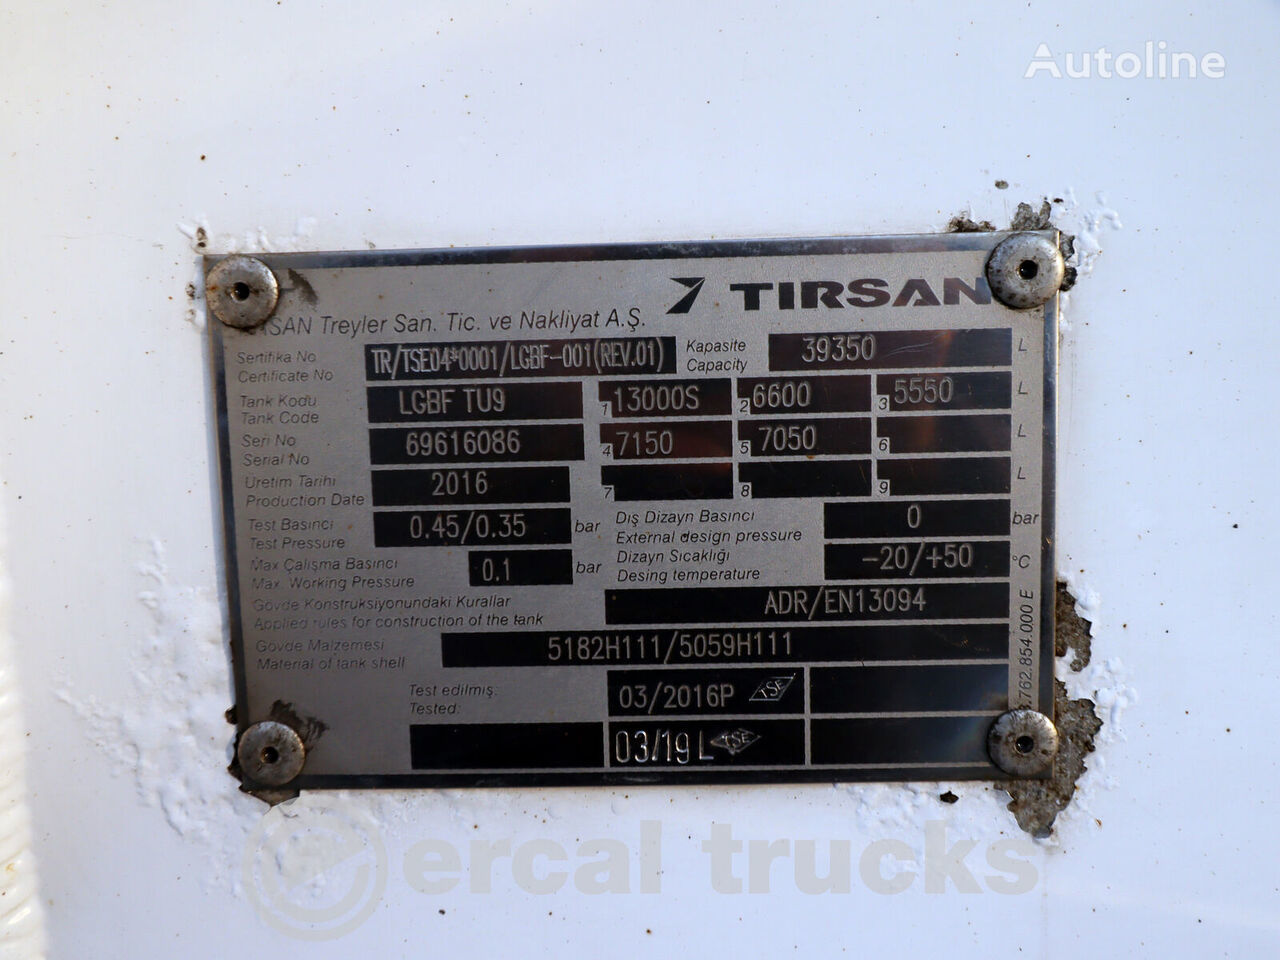 Autoline
TIRSAN
SAN Treyler San. Tic. ve Nakliyat A.Ş.
Sertifika No
Certificate No
TR/TSE04*0001/LGBF-001(REV.01)
Kapasite
Capacity
39350 L
Tank Kodu
Tank Code
LGBF TU9
1 13000S 2 6600 3 5550 L
Seri No
Serial No
69616086
4 7150 5 7050 6 L
Üretim Tarihi
Production Date
2016
7 8 9 L
Test Basıncı
Test Pressure
0.45/0.35 bar
Dış Dizayn Basıncı
External design pressure
0 bar
Max Çalışma Basıncı
Max. Working Pressure
0.1 bar
Dizayn Sıcaklığı
Desing temperature
-20/+50 °C
Gövde Konstrüksiyonundaki Kurallar
Applied rules for construction of the tank
ADR/EN13094
Gövde Malzemesi
Material of tank shell
5182H111/5059H111
Test edilmiş:
Tested:
03/2016P TSE
03/19 L TSE
.762.854.000 E
ercal trucks